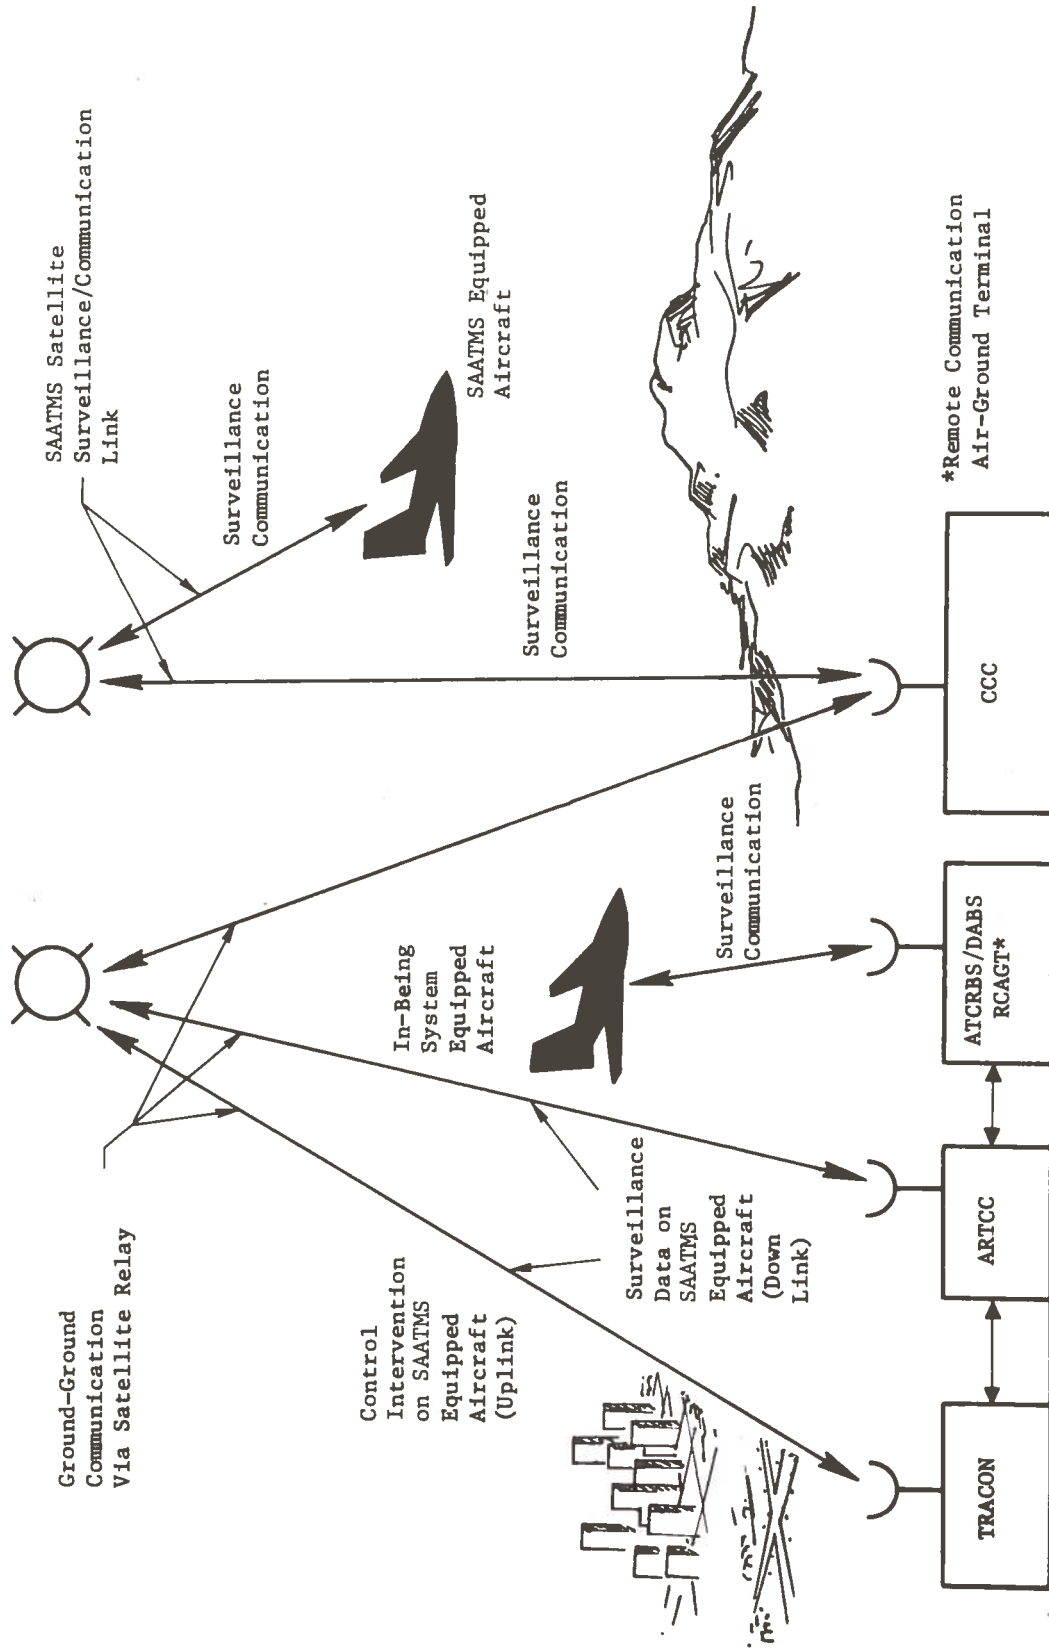 Ground-Ground
Communication
Via Satellite Relay
SAATMS Satellite
Surveillance/Communication
Link
Surveillance
Communication
Control
Intervention
on SAATMS
Equipped
Aircraft
(Uplink)
In-Being
System
Equipped
Aircraft
SAATMS Equipped
Aircraft
Surveillance
Communication
Surveillance
Data on
SAATMS
Equipped
Aircraft
(Down
Link)
Surveillance
Communication
TRACON
ARTCC
ATCRBS/DABS
RCAGT*
CCC
*Remote Communication
Air-Ground Terminal